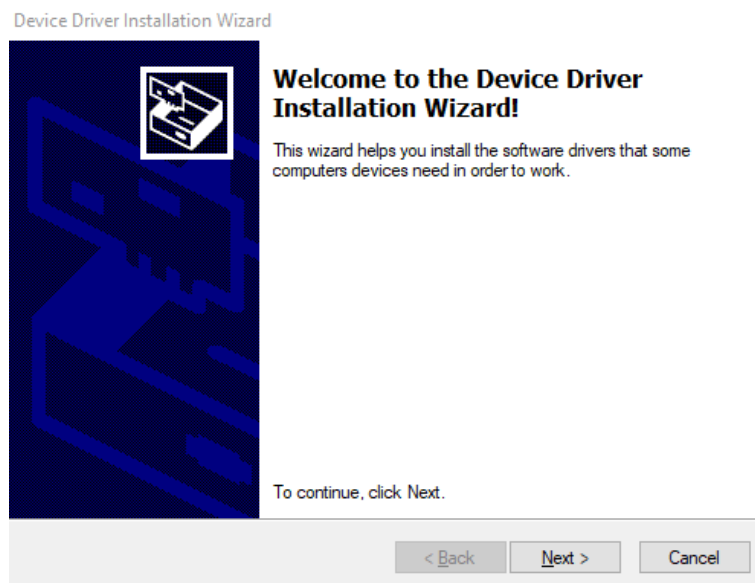 Device Driver Installation Wizard
Welcome to the Device Driver
Installation Wizard!
This wizard helps you install the software drivers that some
computers devices need in order to work.
To continue, click Next.
< Back
Next >
Cancel